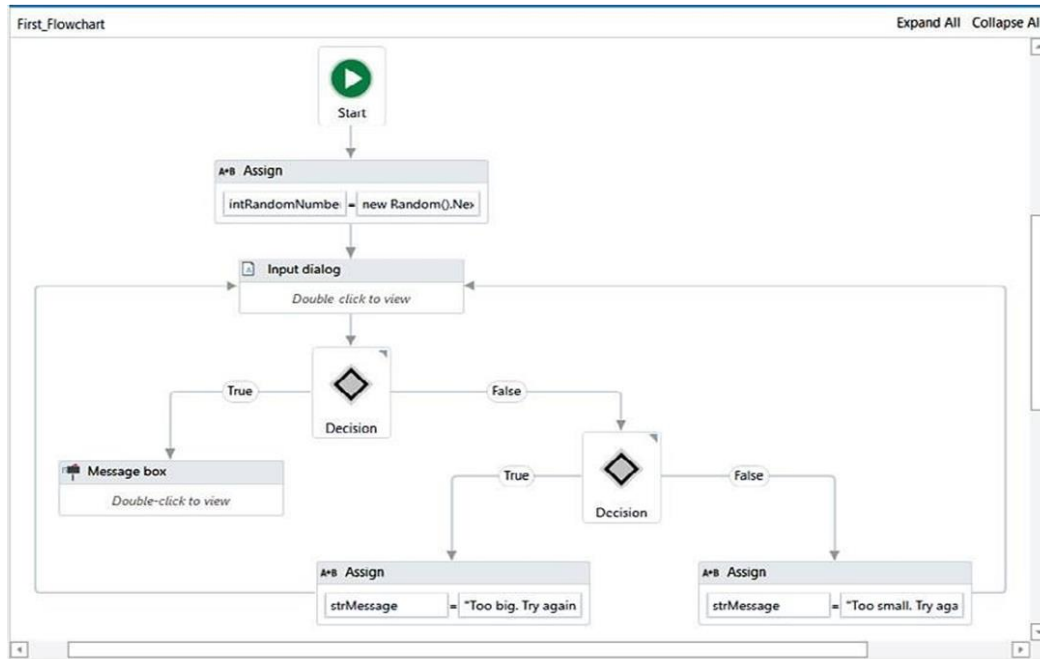 First_Flowchart
Expand All Collapse Al
Start
A+B Assign
intRandomNumbe = new Random().Nex
Input dialog
Double click to view
True
False
Decision
Message box
Double-click to view
True
False
Decision
A+B Assign
strMessage = "Too big. Try again
A+B Assign
strMessage = "Too small. Try aga